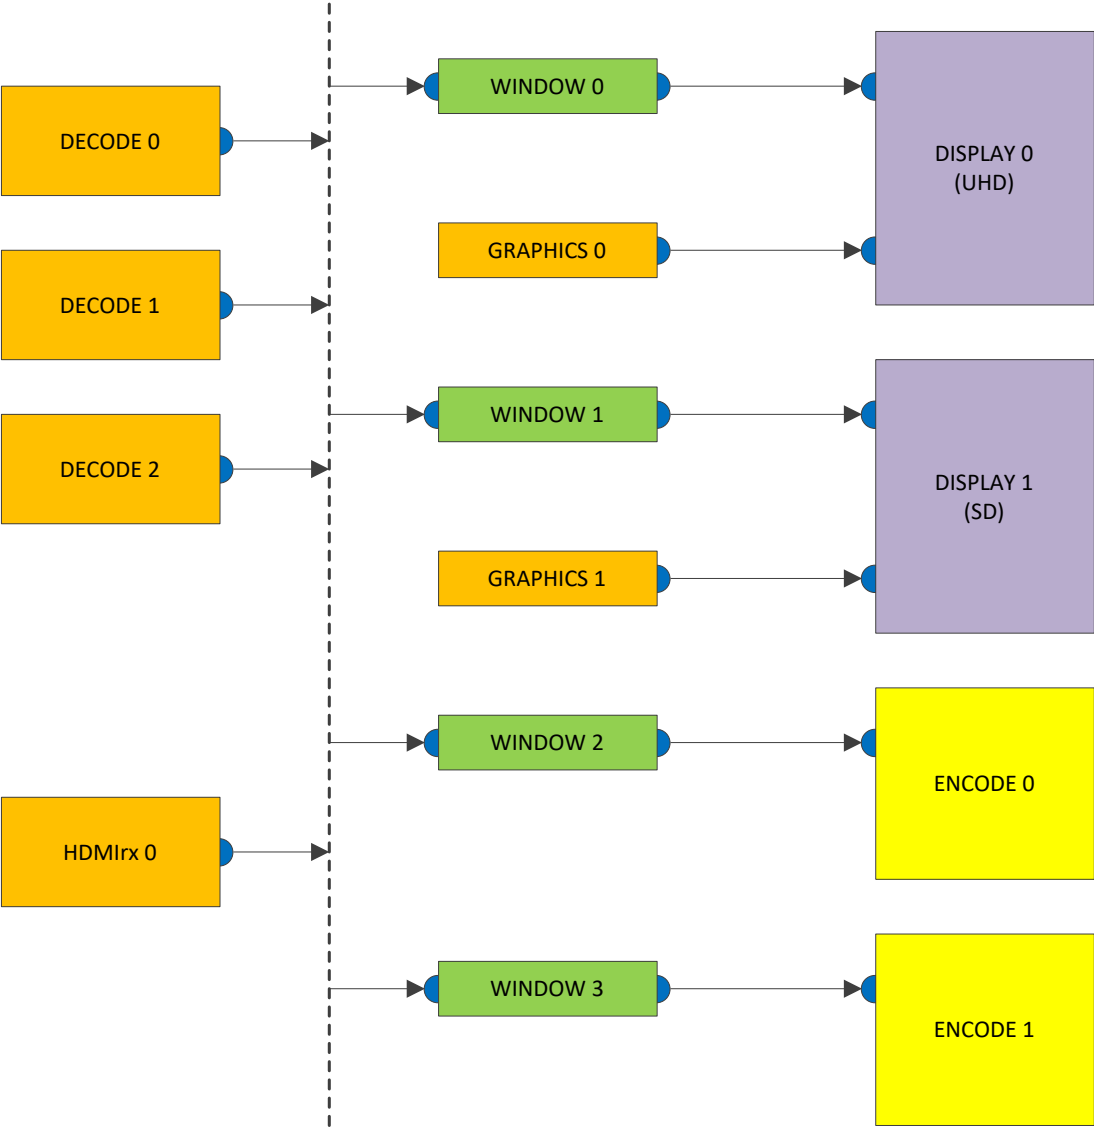 DECODE 0
DECODE 1
DECODE 2
HDMIrx 0
WINDOW 0
GRAPHICS 0
WINDOW 1
GRAPHICS 1
WINDOW 2
WINDOW 3
DISPLAY 0
(UHD)
DISPLAY 1
(SD)
ENCODE 0
ENCODE 1